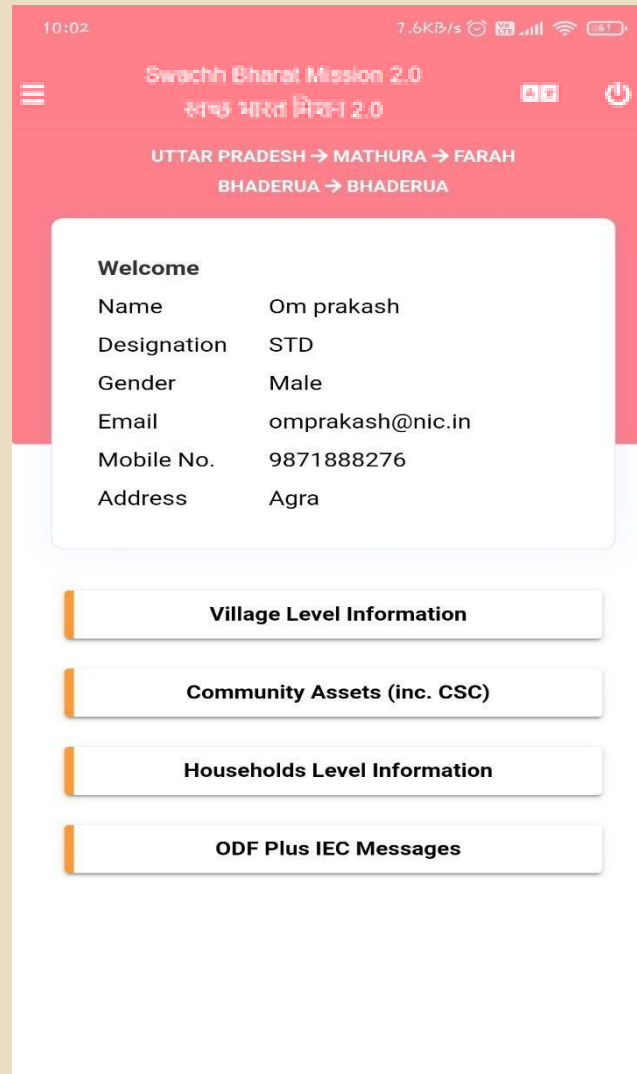 10:02 7.6KB/s
Swachh Bharat Mission 2.0
स्वच्छ भारत मिशन 2.0
UTTAR PRADESH → MATHURA → FARAH
BHADERUA → BHADERUA
Welcome
Name Om prakash
Designation STD
Gender Male
Email omprakash@nic.in
Mobile No. 9871888276
Address Agra
Village Level Information
Community Assets (inc. CSC)
Households Level Information
ODF Plus IEC Messages